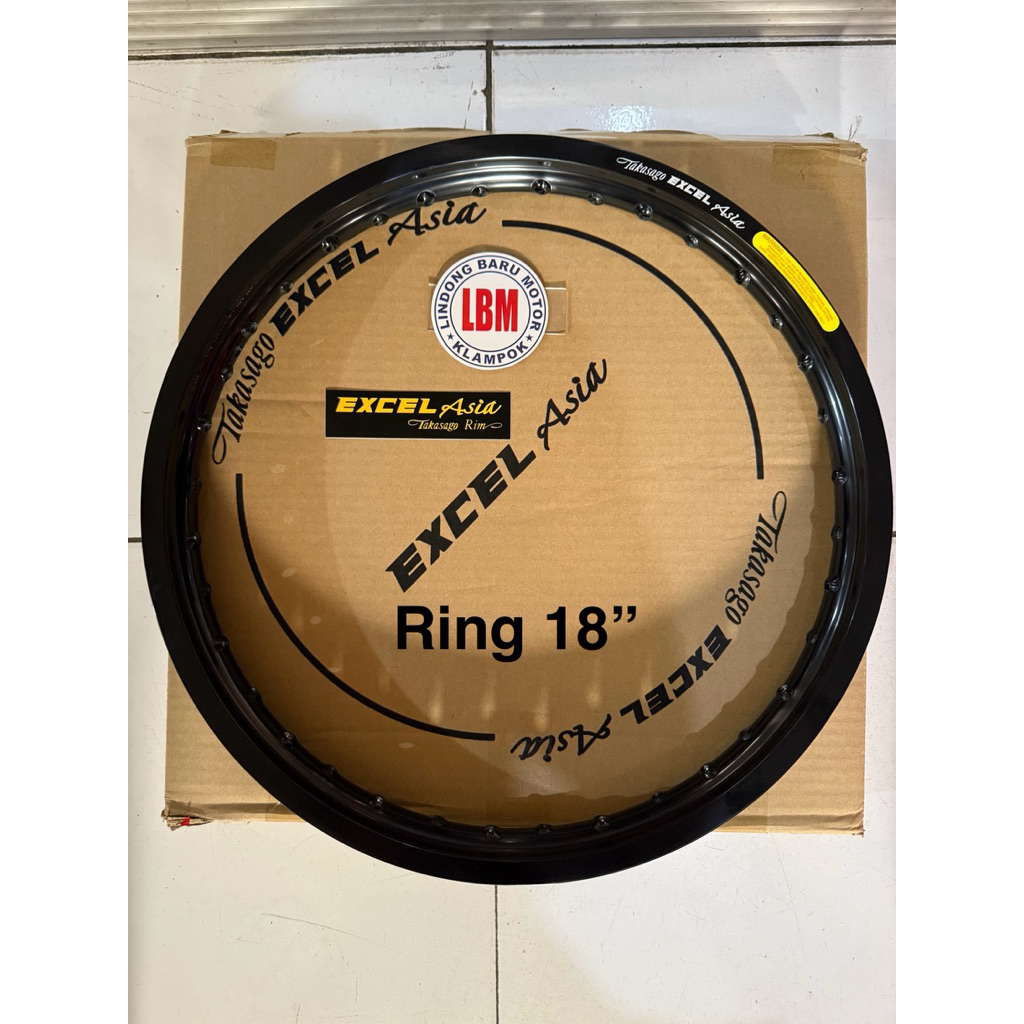 Takasago EXCEL Asia
Takasago EXCEL Asia
LINDONG BARU MOTOR
LBM
★ KLAMPOK ★
EXCEL Asia
Takasago Rim
EXCEL Asia
Takasago EXCEL Asia
Ring 18”